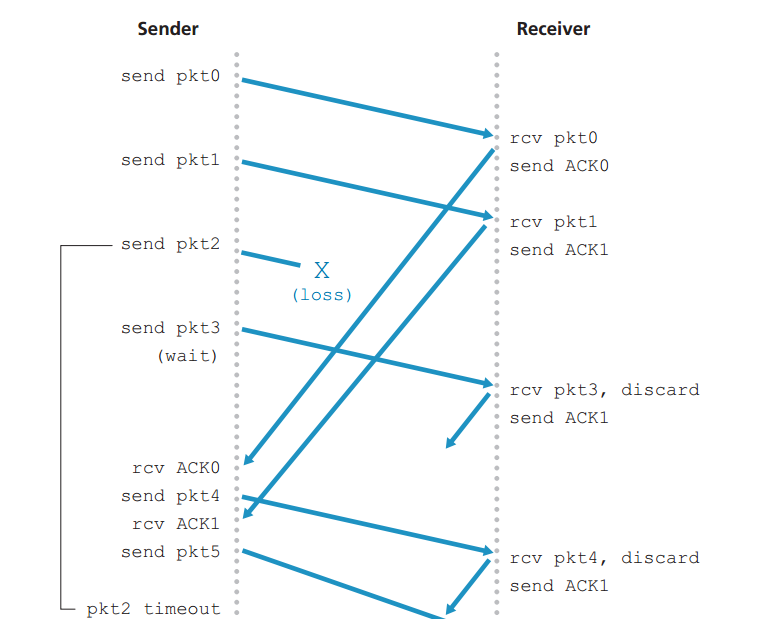 Sender
Receiver
send pkt0
rcv pkt0
send ACK0
send pkt1
rcv pkt1
send ACK1
send pkt2
X
(loss)
send pkt3
(wait)
rcv pkt3, discard
send ACK1
rcv ACK0
send pkt4
rcv ACK1
send pkt5
rcv pkt4, discard
send ACK1
pkt2 timeout